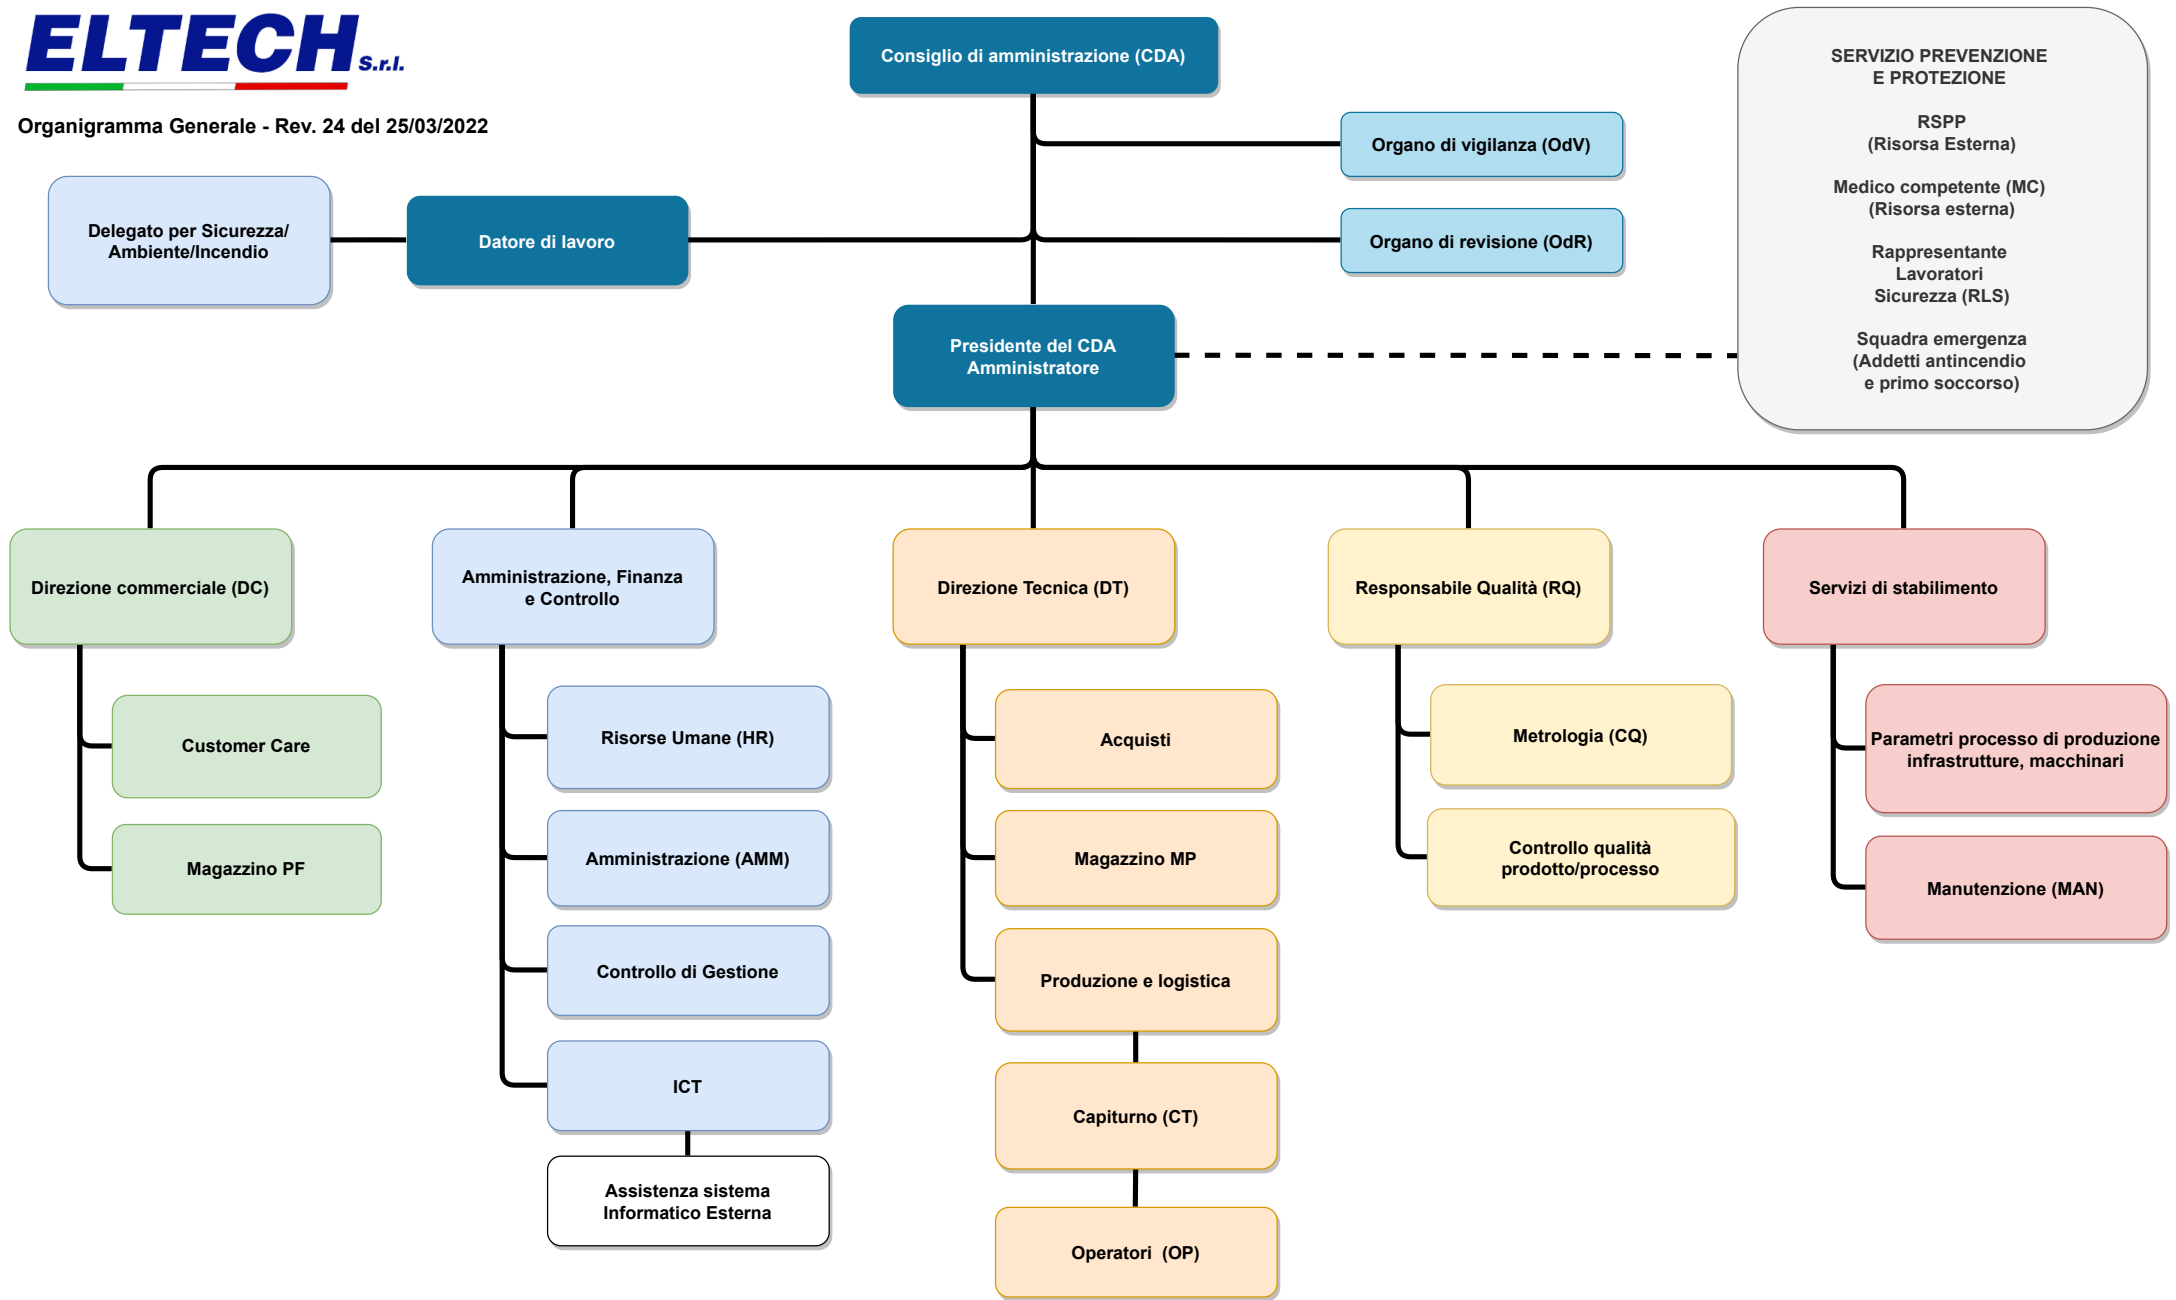 ELTECH S.r.l.
Organigramma Generale - Rev. 24 del 25/03/2022
Consiglio di amministrazione (CDA)
SERVIZIO PREVENZIONE
E PROTEZIONE
RSPP
(Risorsa Esterna)
Medico competente (MC)
(Risorsa esterna)
Rappresentante
Lavoratori
Sicurezza (RLS)
Squadra emergenza
(Addetti antincendio
e primo soccorso)
Organo di vigilanza (OdV)
Delegato per Sicurezza/
Ambiente/Incendio
Datore di lavoro
Organo di revisione (OdR)
Presidente del CDA
Amministratore
Direzione commerciale (DC)
Amministrazione, Finanza
e Controllo
Direzione Tecnica (DT)
Responsabile Qualità (RQ)
Servizi di stabilimento
Customer Care
Magazzino PF
Risorse Umane (HR)
Amministrazione (AMM)
Controllo di Gestione
ICT
Assistenza sistema
Informatico Esterna
Acquisti
Magazzino MP
Produzione e logistica
Capiturno (CT)
Operatori (OP)
Metrologia (CQ)
Controllo qualità
prodotto/processo
Parametri processo di produzione
infrastrutture, macchinari
Manutenzione (MAN)